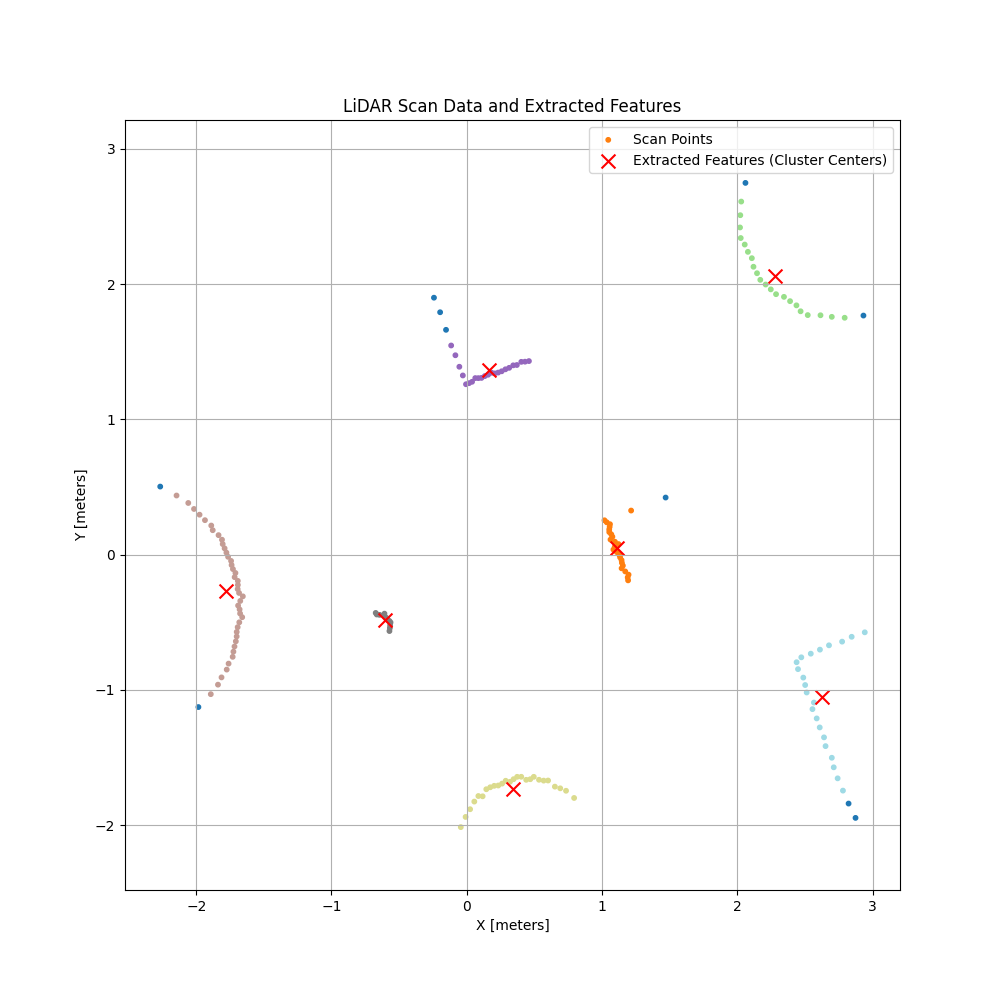 LiDAR Scan Data and Extracted Features
Scan Points
Extracted Features (Cluster Centers)
3
2
1
0
−1
−2
Y [meters]
−2 −1 0 1 2 3
X [meters]